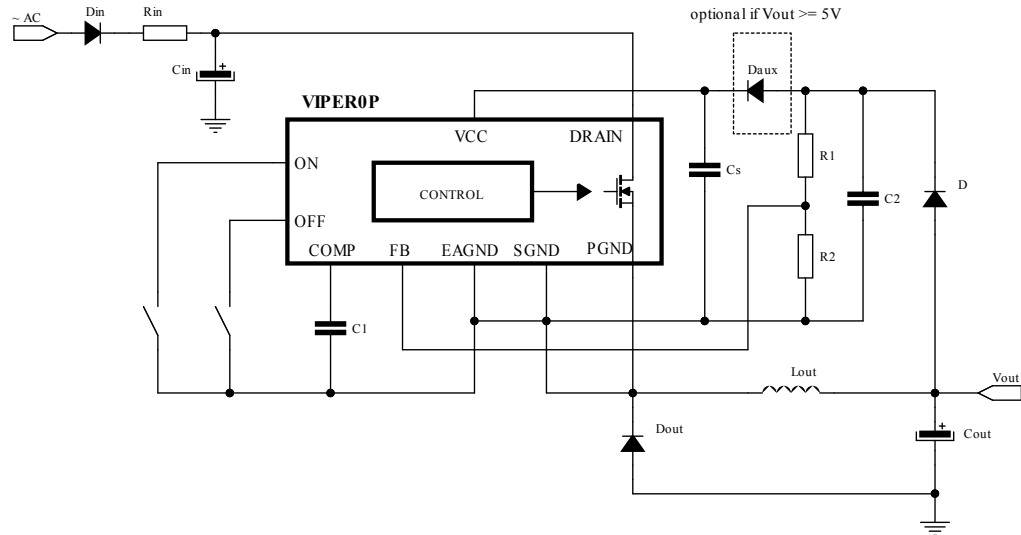 optional if Vout >= 5V
~ AC
Din
Rin
Cin
+
VIPER0P
Daux
VCC
DRAIN
ON
CONTROL
OFF
COMP
FB
EAGND
SGND
PGND
Cs
R1
C2
D
R2
C1
Lout
Vout
Dout
+
Cout